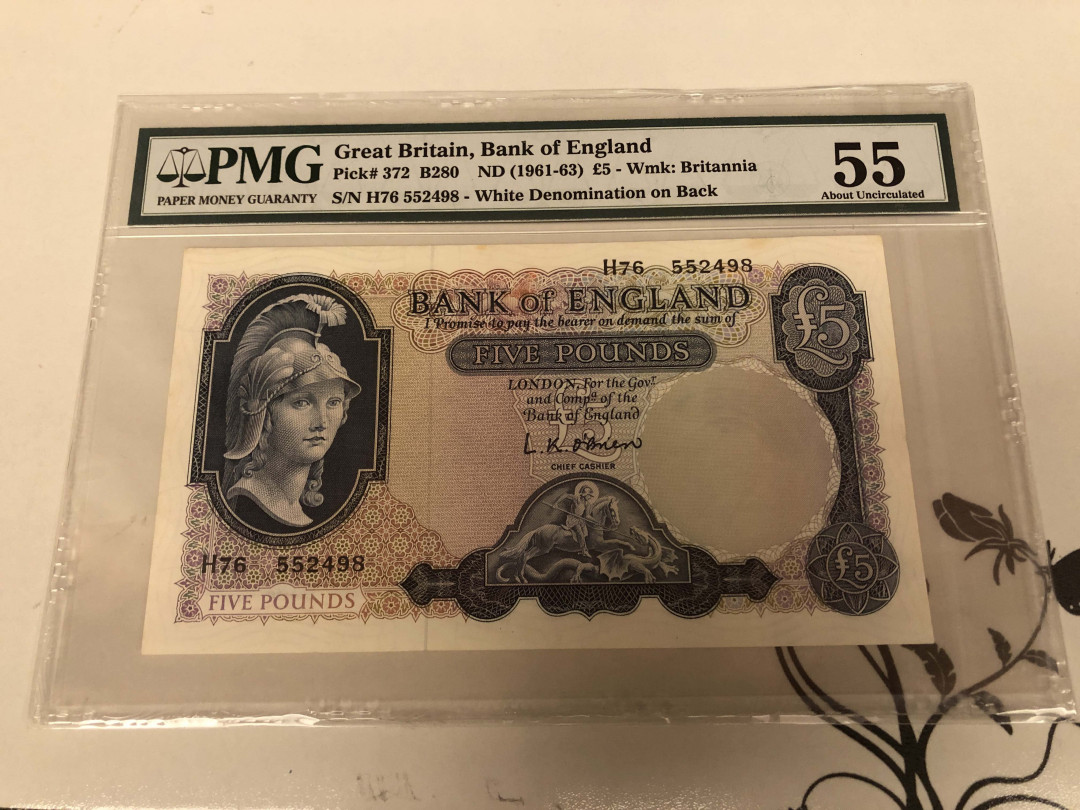 PMG
PAPER MONEY GUARANTY
Great Britain, Bank of England
Pick# 372 B280 ND (1961-63) £5 - Wmk: Britannia
S/N H76 552498 - White Denomination on Back
55
About Uncirculated
H76 552498
BANK of ENGLAND
I Promise to pay the bearer on demand the sum of
FIVE POUNDS
£5
LONDON, For the Govr
and Compa of the
Bank of England
L.K. O'Brien
CHIEF CASHIER
H76 552498
FIVE POUNDS
£5